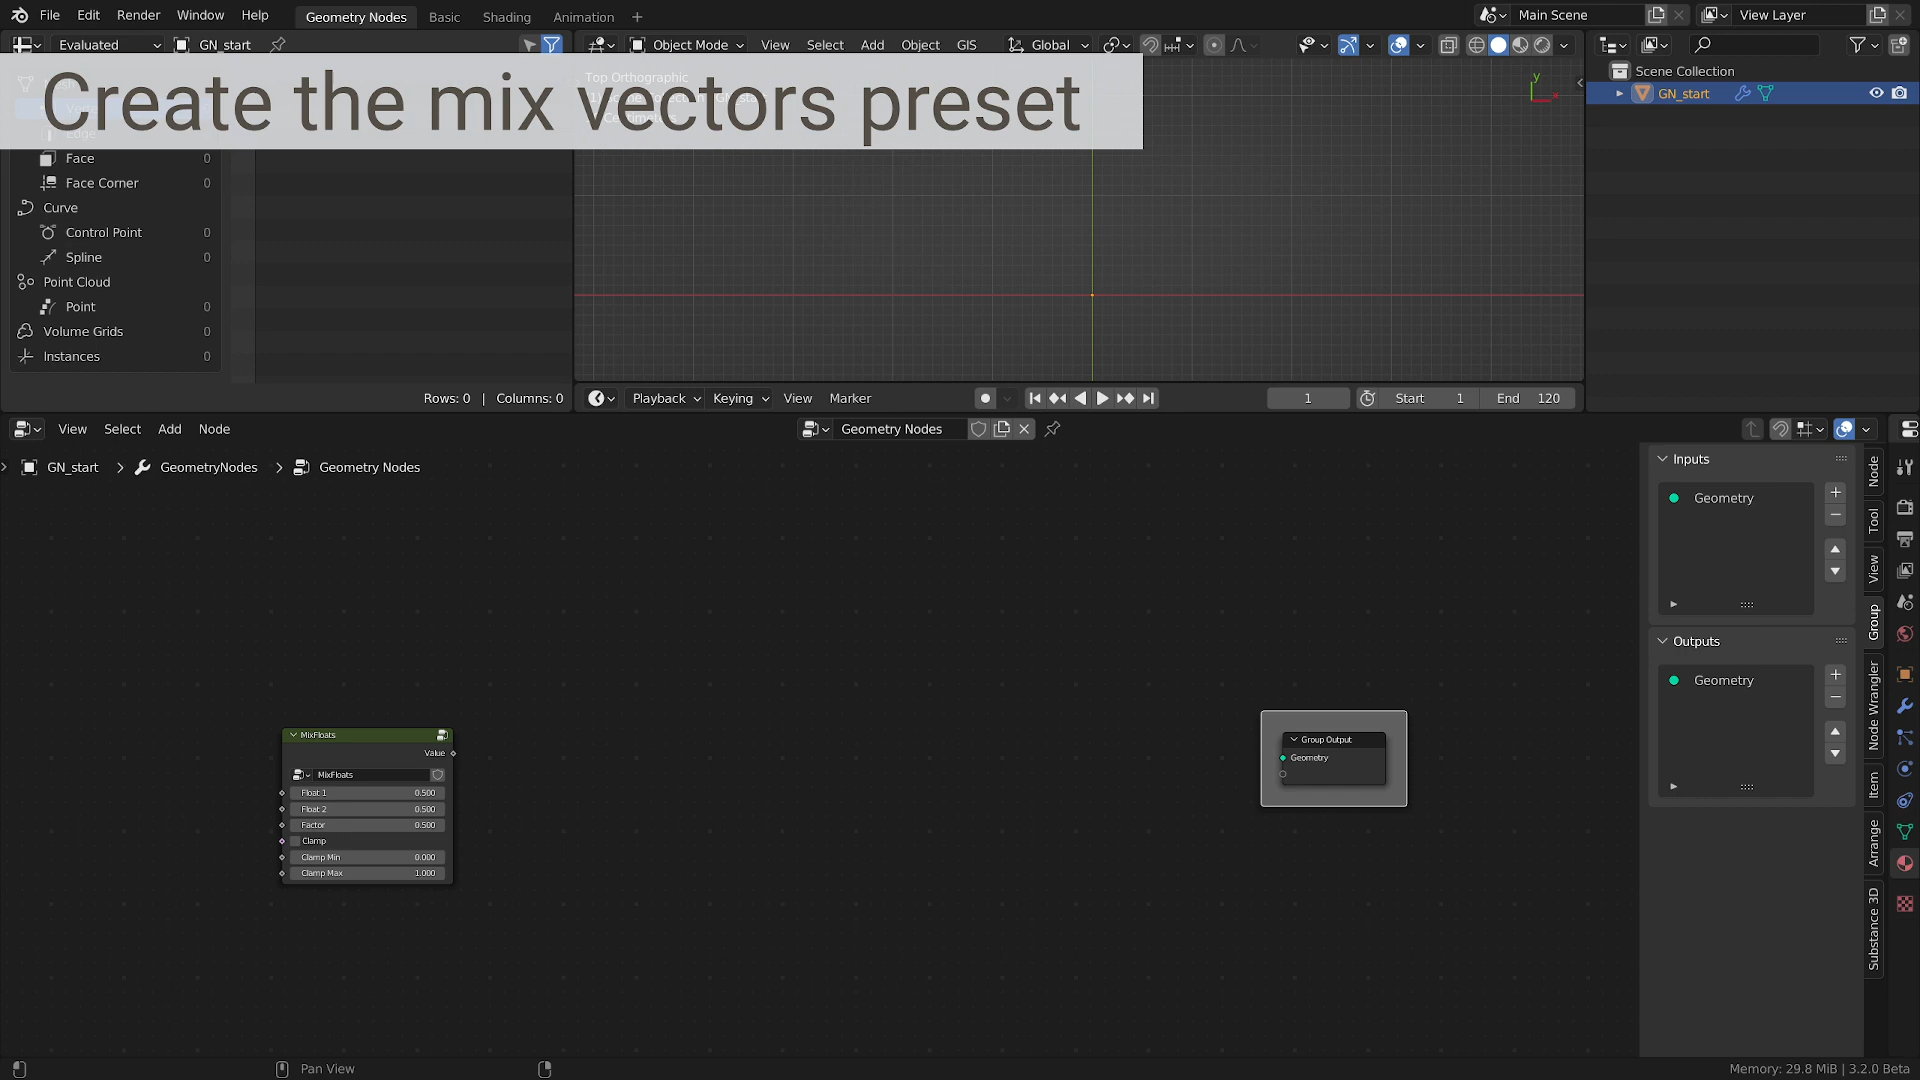 File Edit Render Window Help Geometry Nodes Basic Shading Animation + Main Scene View Layer
Evaluated GN_start Object Mode View Select Add Object GIS Global
Create the mix vectors preset
Top Orthographic
Edge
Face 0
Face Corner 0
Curve
Control Point 0
Spline 0
Point Cloud
Point 0
Volume Grids 0
Instances 0
Rows: 0 | Columns: 0
y
x
Scene Collection
GN_start
Playback Keying View Marker 1 Start 1 End 120
View Select Add Node Geometry Nodes
GN_start > GeometryNodes > Geometry Nodes
MixFloats
Value
MixFloats
Float 1 0.500
Float 2 0.500
Factor 0.500
Clamp
Clamp Min 0.000
Clamp Max 1.000
Group Output
Geometry
Inputs
Geometry
Outputs
Geometry
Node
Tool
View
Group
Node Wrangler
Item
Arrange
Substance 3D
Pan View
Memory: 29.8 MiB | 3.2.0 Beta